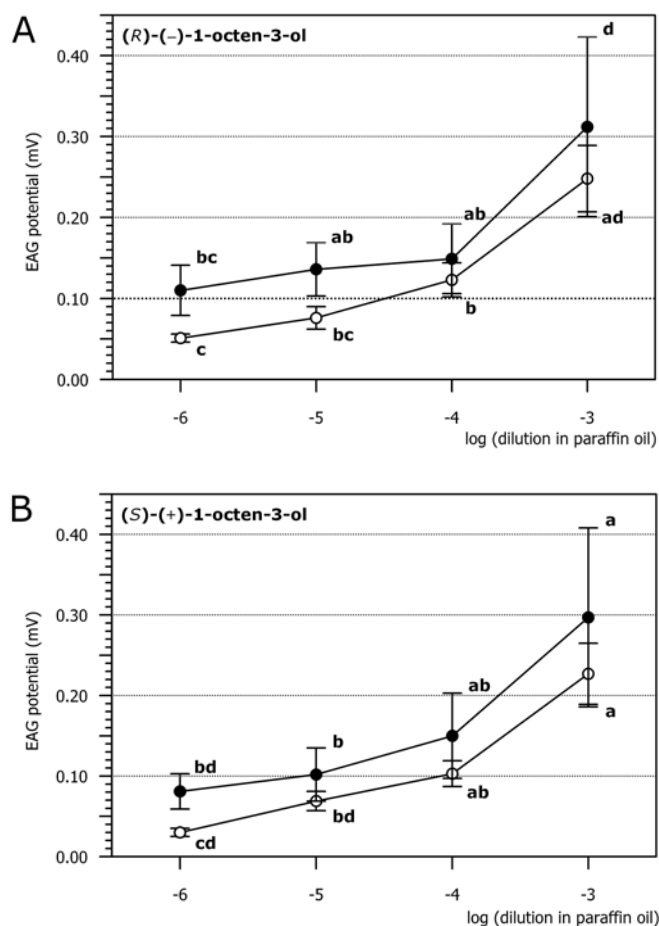 A
(R)-(–)-1-octen-3-ol
d
0.40
0.30
EAG potential (mV)
0.20
ab
ab
ad
bc
0.10
b
bc
c
0.00
-6
-5
-4
-3
log (dilution in paraffin oil)
B
(S)-(+)-1-octen-3-ol
a
0.40
0.30
EAG potential (mV)
0.20
ab
a
b
bd
0.10
ab
bd
cd
0.00
-6
-5
-4
-3
log (dilution in paraffin oil)